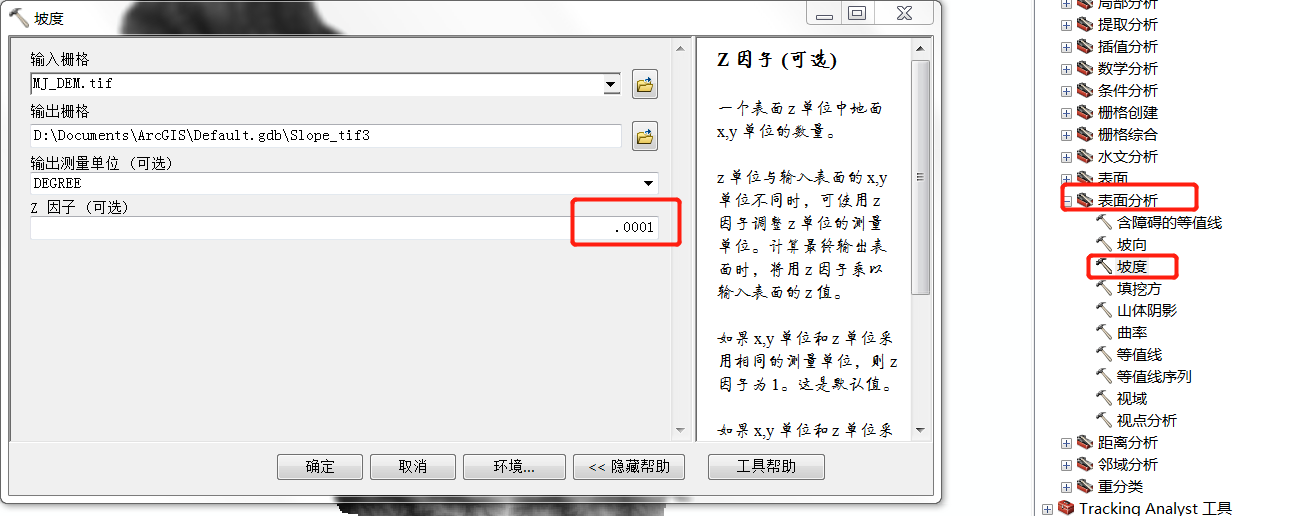 坡度
输入栅格
MJ_DEM.tif
输出栅格
D:\Documents\ArcGIS\Default.gdb\Slope_tif3
输出测量单位 (可选)
DEGREE
Z 因子 (可选)
.0001
确定
取消
环境...
<< 隐藏帮助
工具帮助
Z 因子 (可选)
一个表面 z 单位中地面
x,y 单位的数量。
z 单位与输入表面的 x,y
单位不同时，可使用 z
因子调整 z 单位的测量
单位。计算最终输出表
面时，将用 z 因子乘以
输入表面的 z 值。
如果 x,y 单位和 z 单位采
用相同的测量单位，则 z
因子为 1。这是默认值。
如果 x,y 单位和 z 单位采
局部分析
提取分析
插值分析
数学分析
条件分析
栅格创建
栅格综合
水文分析
表面
表面分析
含障碍的等值线
坡向
坡度
填挖方
山体阴影
曲率
等值线
等值线序列
视域
视点分析
距离分析
邻域分析
重分类
Tracking Analyst 工具